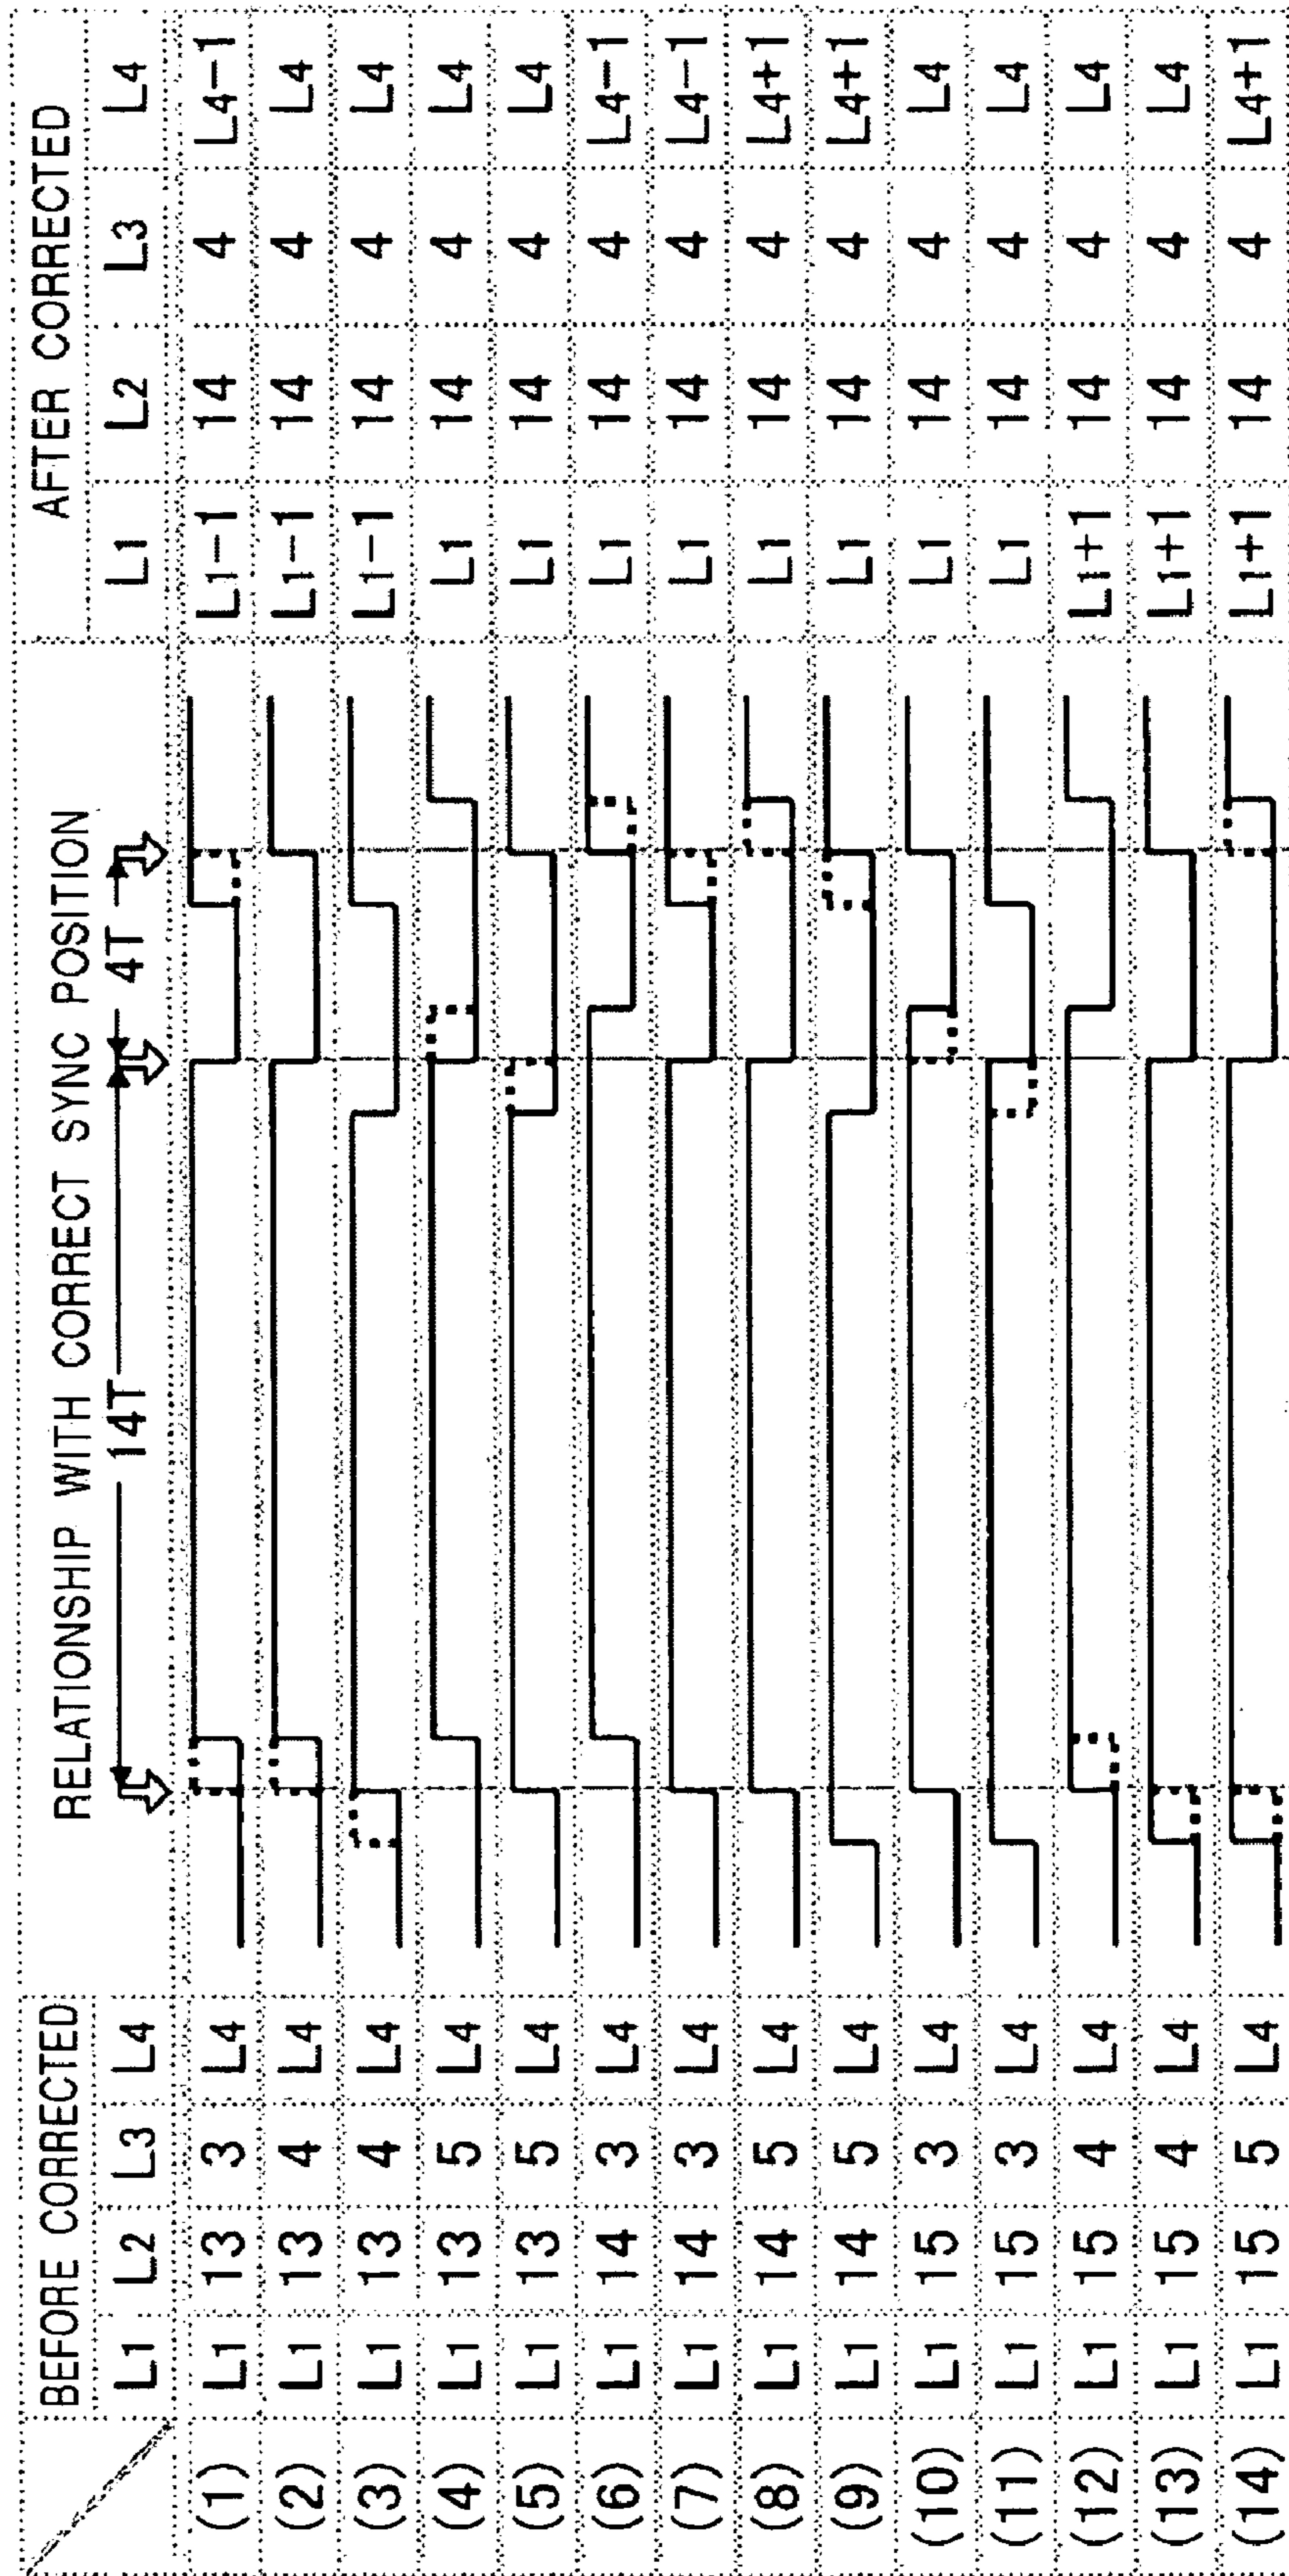 BEFORE CORRECTED RELATIONSHIP WITH CORRECT SYNC POSITION AFTER CORRECTED
L1 L2 L3 L4 14T 4T L1 L2 L3 L4
(1) L1 13 3 L4 L1-1 14 4 L4-1
(2) L1 13 4 L4 L1-1 14 4 L4
(3) L1 13 4 L4 L1-1 14 4 L4
(4) L1 13 5 L4 L1 14 4 L4
(5) L1 13 5 L4 L1 14 4 L4
(6) L1 14 3 L4 L1 14 4 L4-1
(7) L1 14 3 L4 L1 14 4 L4-1
(8) L1 14 5 L4 L1 14 4 L4+1
(9) L1 14 5 L4 L1 14 4 L4+1
(10) L1 15 3 L4 L1 14 4 L4
(11) L1 15 3 L4 L1 14 4 L4
(12) L1 15 4 L4 L1+1 14 4 L4
(13) L1 15 4 L4 L1+1 14 4 L4
(14) L1 15 5 L4 L1+1 14 4 L4+1